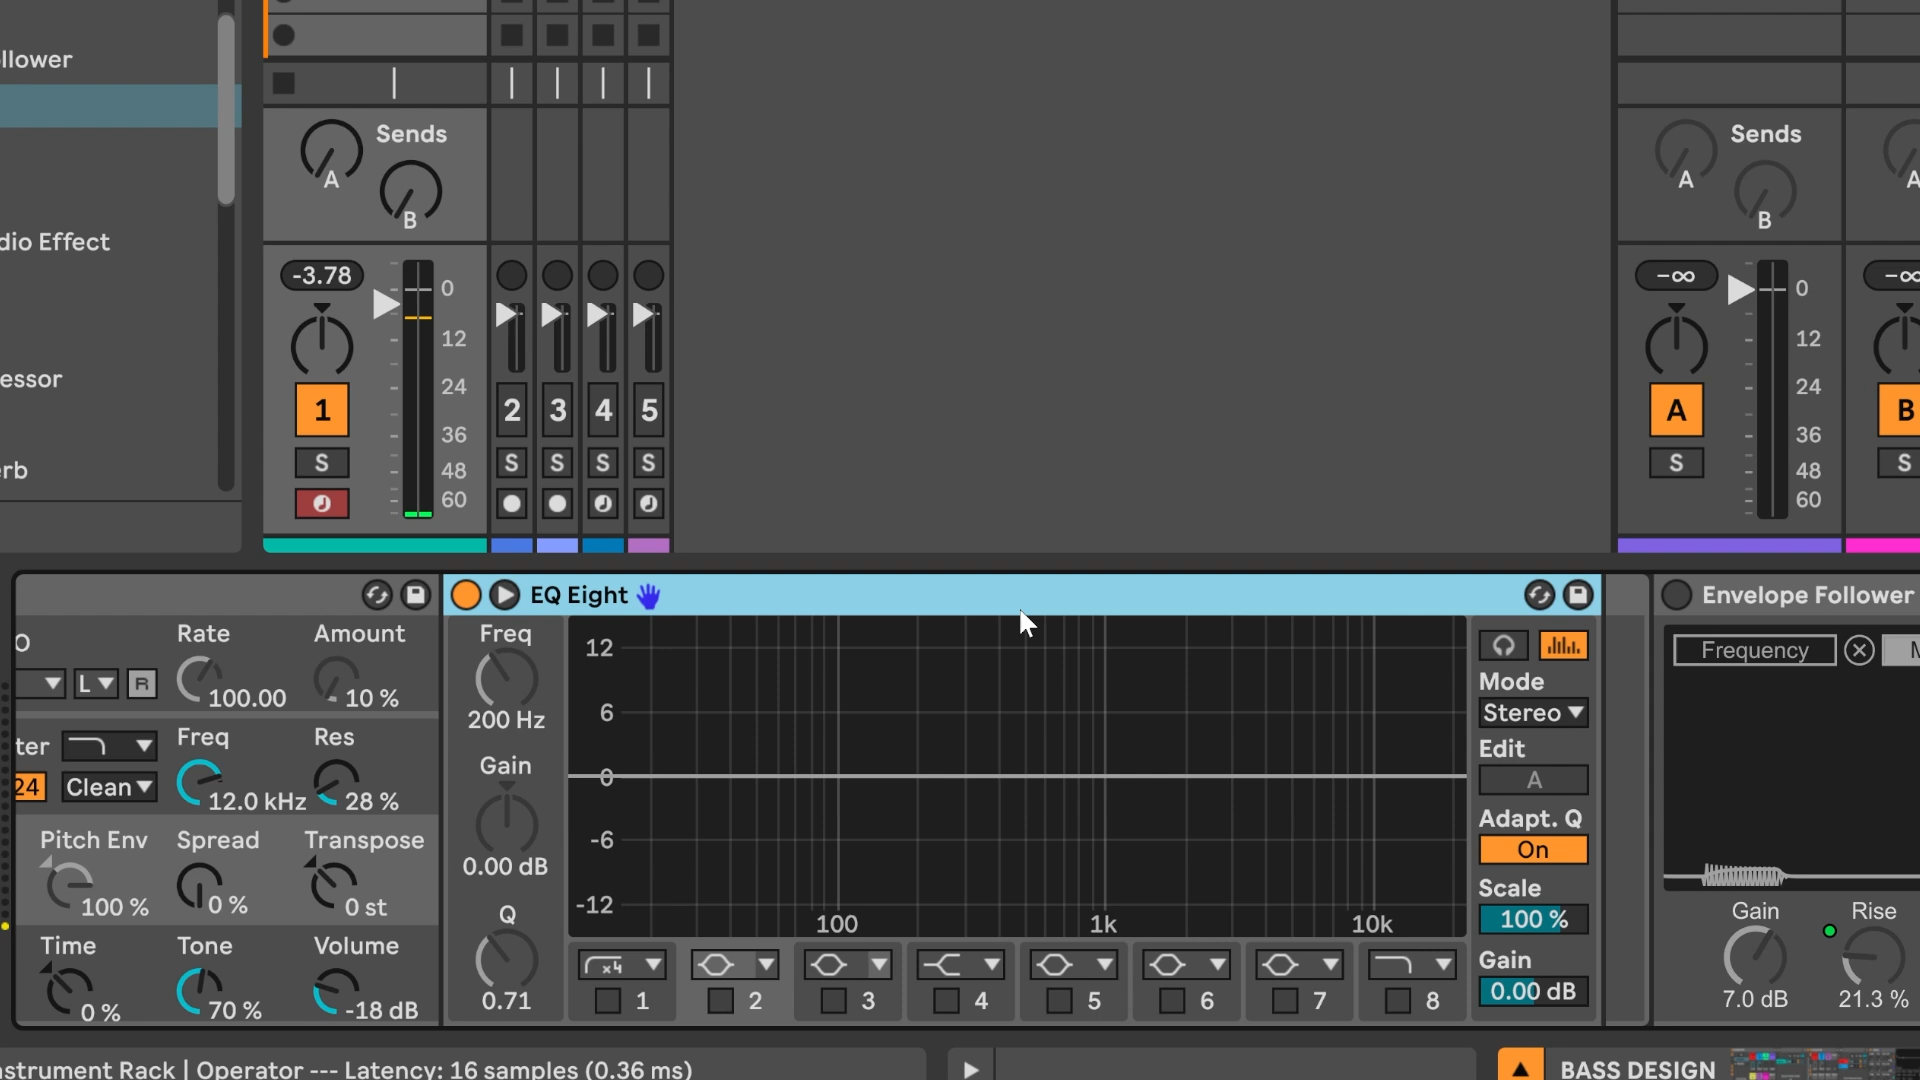 llower
dio Effect
essor
rb
Sends
A
B
-3.78
0
12
24
36
48
60
1
S
2
3
4
5
S
S
S
S
Sends
A
B
A
-∞
0
12
24
36
48
60
A
S
-∞
B
S
O
Rate
Amount
L
R
100.00
10 %
ter
Freq
Res
24
Clean
12.0 kHz
28 %
Pitch Env
Spread
Transpose
100 %
0 %
0 st
Time
Tone
Volume
0 %
70 %
-18 dB
EQ Eight
Freq
200 Hz
Gain
0.00 dB
Q
0.71
12
6
0
-6
-12
100
1k
10k
x4
1
2
3
4
5
6
7
8
Mode
Stereo
Edit
A
Adapt. Q
On
Scale
100 %
Gain
0.00 dB
Envelope Follower
Frequency
M
Gain
Rise
7.0 dB
21.3 %
nstrument Rack | Operator --- Latency: 16 samples (0.36 ms)
BASS DESIGN